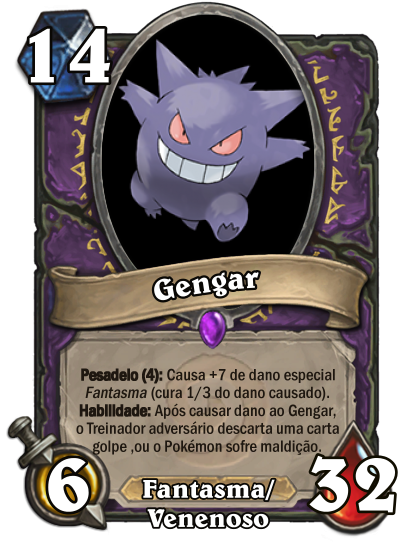 14
Gengar
Pesadelo (4): Causa +7 de dano especial
Fantasma (cura 1/3 do dano causado).
Habilidade: Após causar dano ao Gengar,
o Treinador adversário descarta uma carta
golpe ,ou o Pokémon sofre maldição.
6
Fantasma/
Venenoso
32